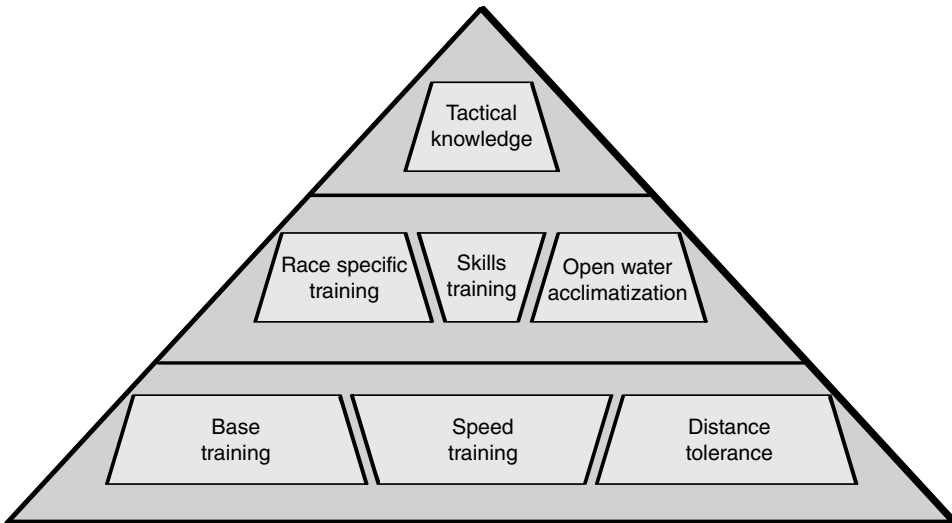 Tactical
knowledge
Race specific
training
Skills
training
Open water
acclimatization
Base
training
Speed
training
Distance
tolerance